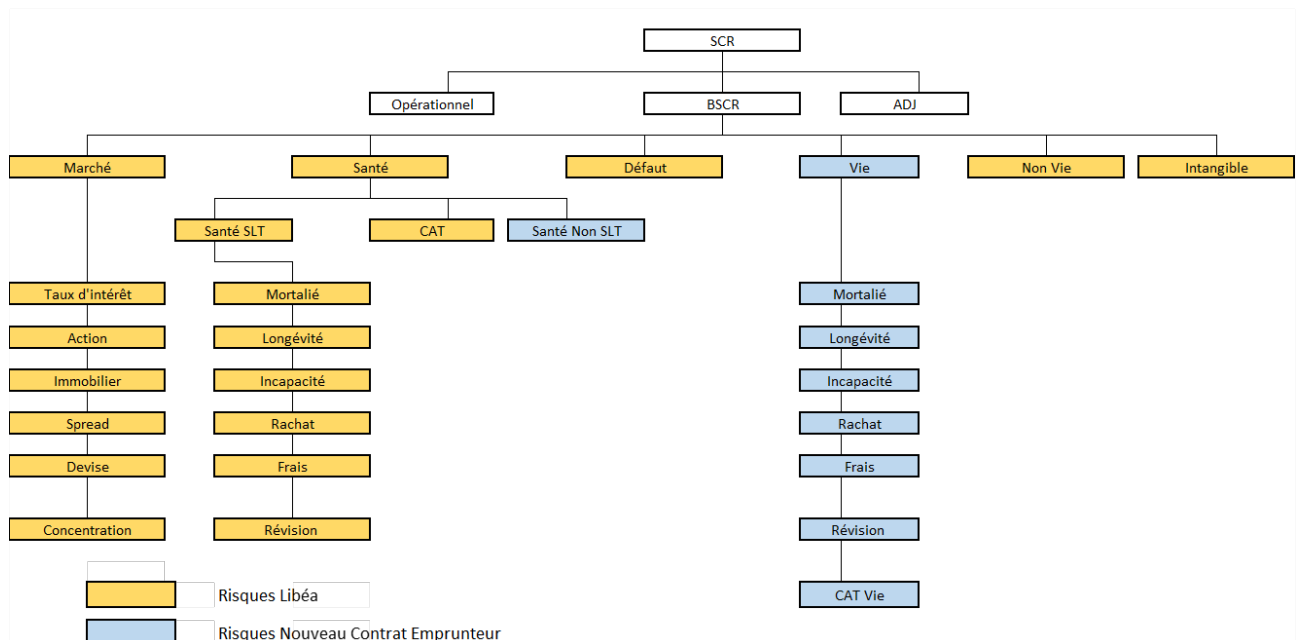 SCR
Opérationnel BSCR ADJ
Marché Santé Défaut Vie Non Vie Intangible
Santé SLT CAT Santé Non SLT
Taux d'intérêt Mortalié Mortalié
Action Longévité Longévité
Immobilier Incapacité Incapacité
Spread Rachat Rachat
Devise Frais Frais
Concentration Révision Révision
Risques Libéa CAT Vie
Risques Nouveau Contrat Emprunteur